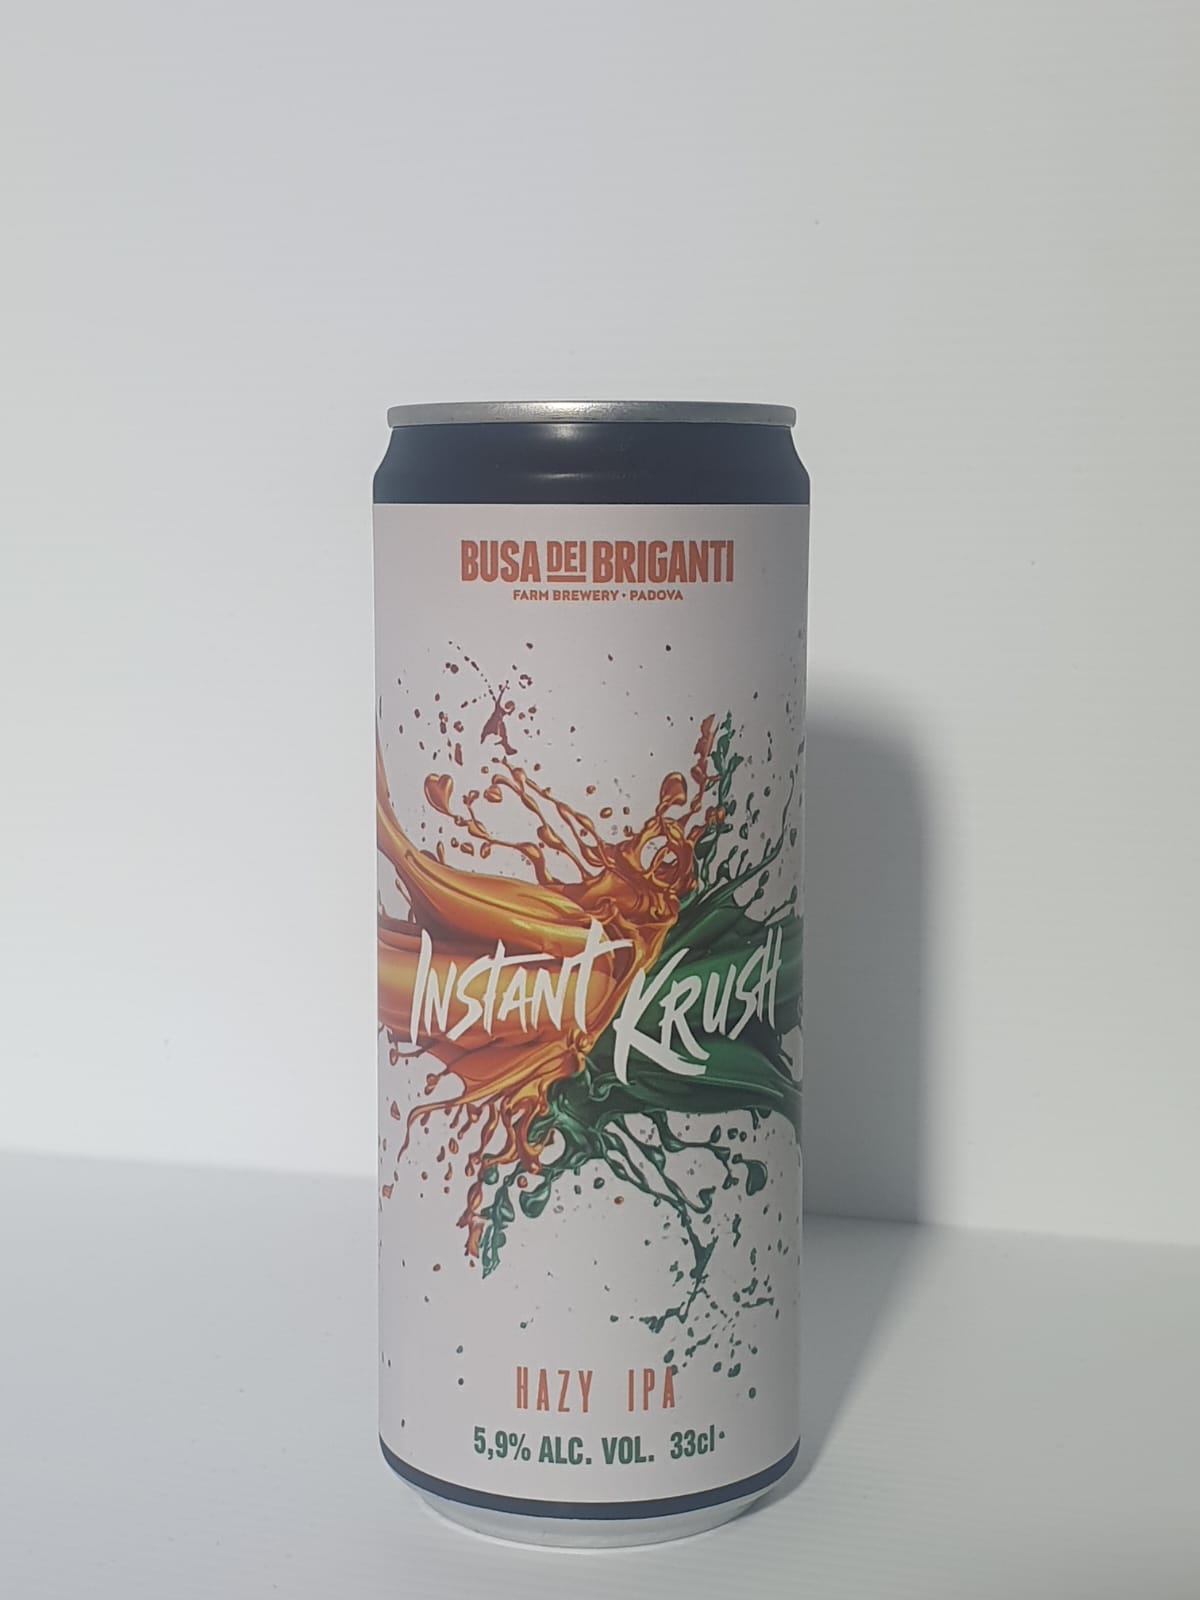 BUSA DEI BRIGANTI
FARM BREWERY • PADOVA
INSTANT KRUSH
HAZY IPA
5,9% ALC. VOL. 33cl